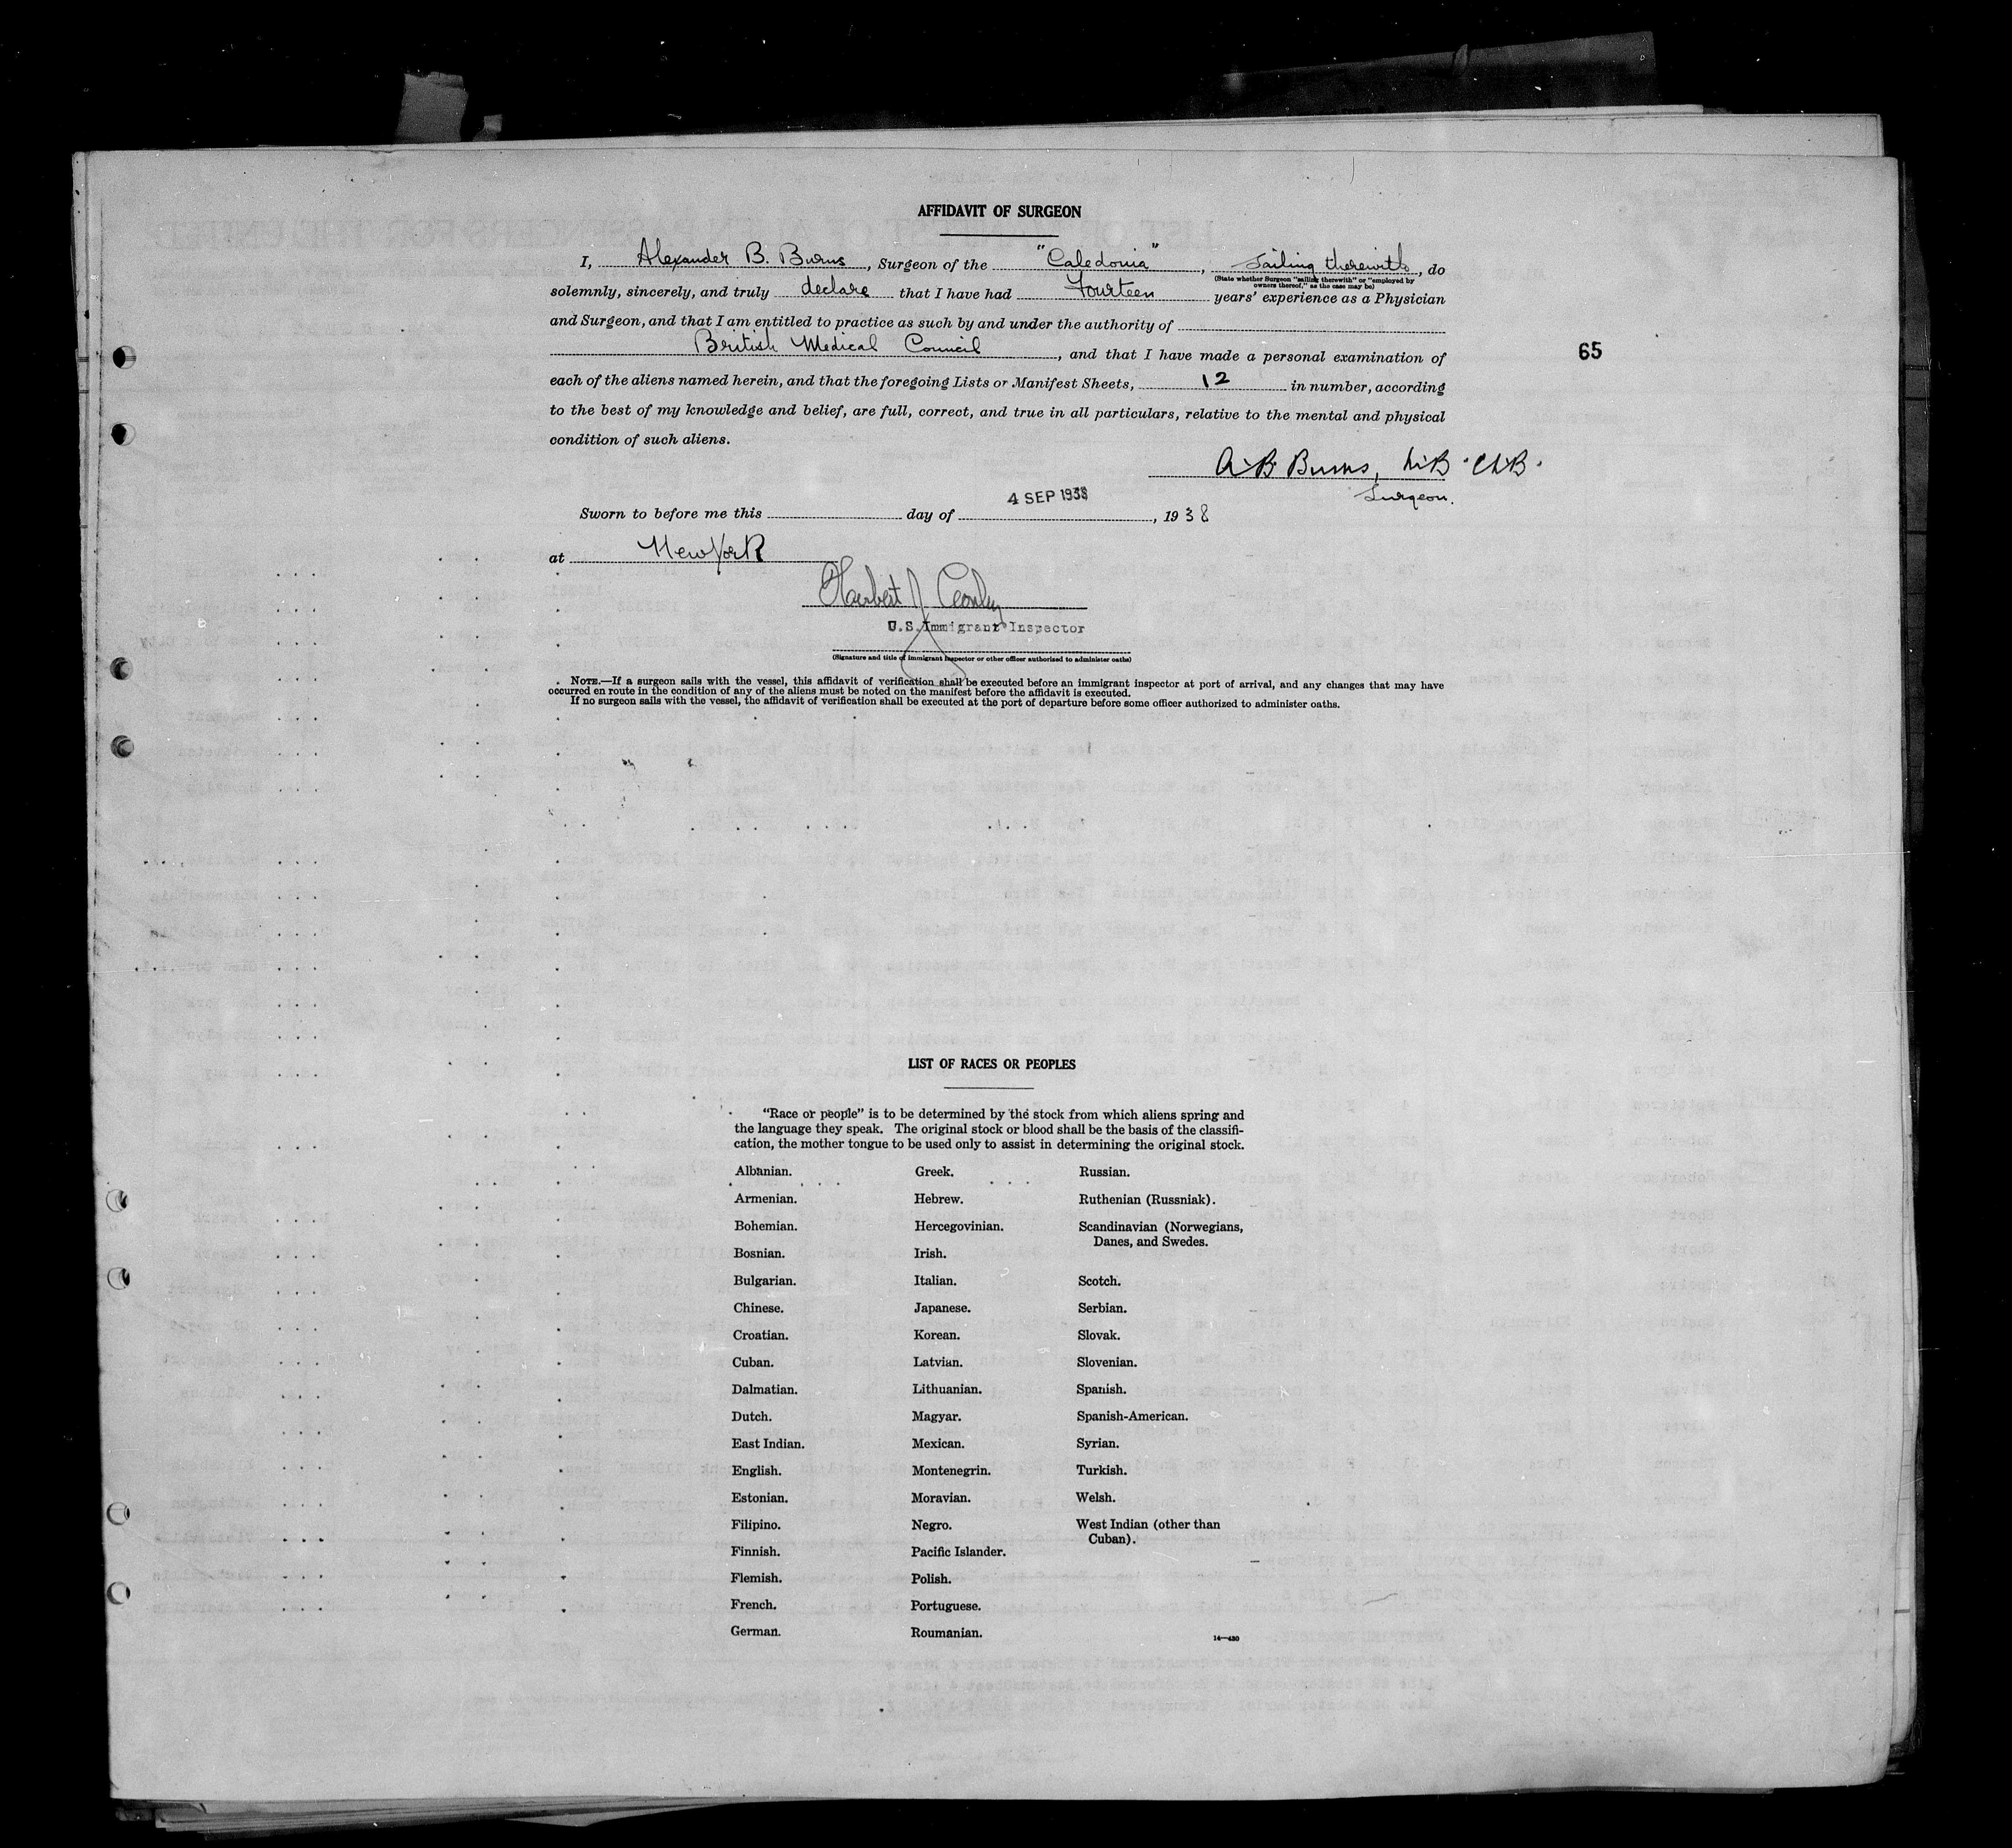 AFFIDAVIT OF SURGEON
I, Alexander B. Burns, Surgeon of the "Caledonia", sailing therewith, do
(State whether Surgeon "sailing therewith" or "employed by
owners thereof," as the case may be)
solemnly, sincerely, and truly declare that I have had Fourteen years' experience as a Physician
and Surgeon, and that I am entitled to practice as such by and under the authority of
British Medical Council, and that I have made a personal examination of
65
each of the aliens named herein, and that the foregoing Lists or Manifest Sheets, 12 in number, according
to the best of my knowledge and belief, are full, correct, and true in all particulars, relative to the mental and physical
condition of such aliens.
A.B. Burns, M.B. Ch.B.
Surgeon.
4 SEP 1938
Sworn to before me this day of , 1938
at New York
Herbert J.
U.S. Immigrant Inspector
(Signature and title of immigrant inspector or other officer authorized to administer oaths)
NOTE.—If a surgeon sails with the vessel, this affidavit of verification shall be executed before an immigrant inspector at port of arrival, and any changes that may have
occurred en route in the condition of any of the aliens must be noted on the manifest before the affidavit is executed.
If no surgeon sails with the vessel, the affidavit of verification shall be executed at the port of departure before some officer authorized to administer oaths.
LIST OF RACES OR PEOPLES
"Race or people" is to be determined by the stock from which aliens spring and
the language they speak. The original stock or blood shall be the basis of the classifi-
cation, the mother tongue to be used only to assist in determining the original stock.
Albanian.
Armenian.
Bohemian.
Bosnian.
Bulgarian.
Chinese.
Croatian.
Cuban.
Dalmatian.
Dutch.
East Indian.
English.
Estonian.
Filipino.
Finnish.
Flemish.
French.
German.
Greek.
Hebrew.
Hercegovinian.
Irish.
Italian.
Japanese.
Korean.
Latvian.
Lithuanian.
Magyar.
Mexican.
Montenegrin.
Moravian.
Negro.
Pacific Islander.
Polish.
Portuguese.
Roumanian.
Russian.
Ruthenian (Russniak).
Scandinavian (Norwegians,
Danes, and Swedes.
Scotch.
Serbian.
Slovak.
Slovenian.
Spanish.
Spanish-American.
Syrian.
Turkish.
Welsh.
West Indian (other than
Cuban).
14—430